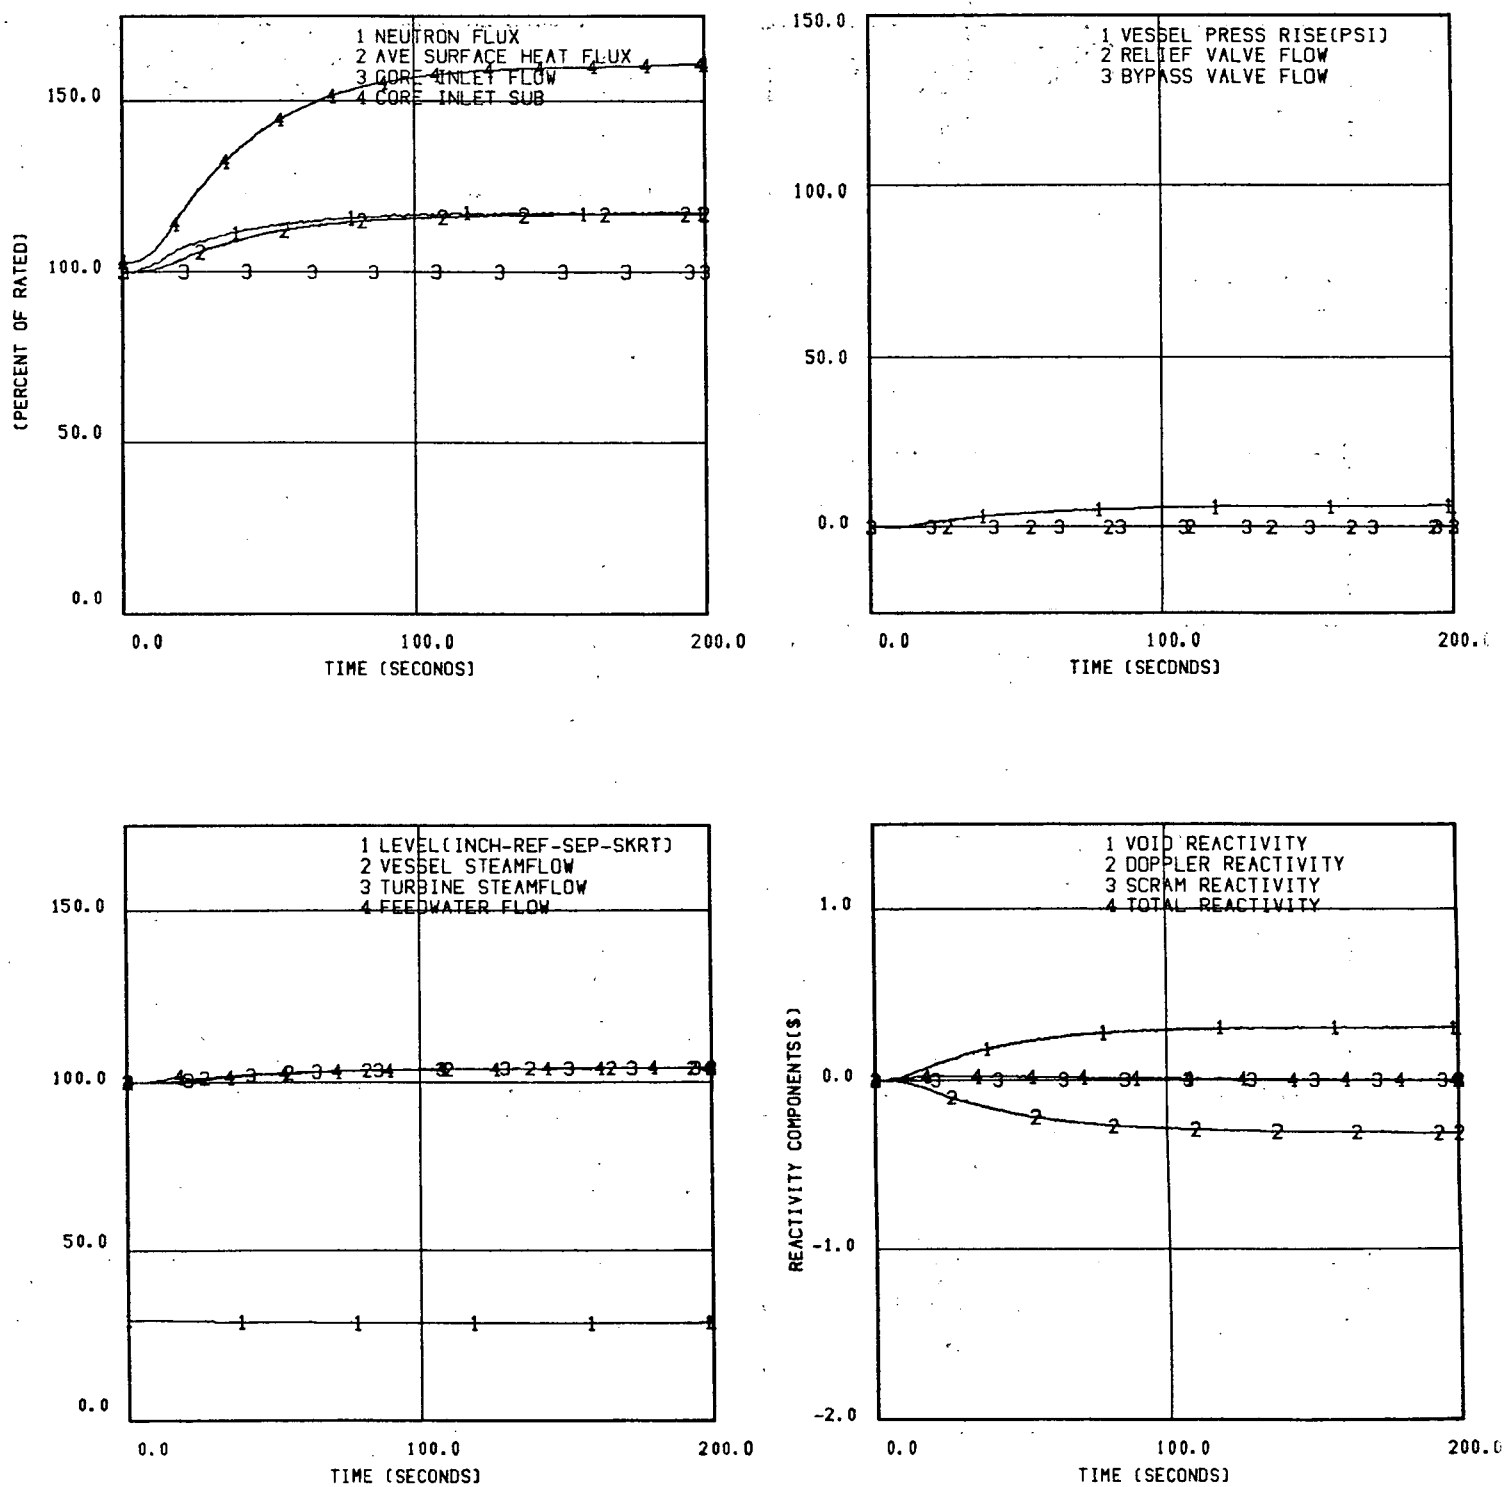 1 NEUTRON FLUX
2 AVE SURFACE HEAT FLUX
3 CORE INLET FLOW
4 CORE INLET SUB
150.0
100.0
50.0
0.0
(PERCENT OF RATED)
0.0 100.0 200.0
TIME (SECONDS)
1 VESSEL PRESS RISE(PSI)
2 RELIEF VALVE FLOW
3 BYPASS VALVE FLOW
150.0
100.0
50.0
0.0
0.0 100.0 200.0
TIME (SECONDS)
1 LEVEL(INCH-REF-SEP-SKRT)
2 VESSEL STEAMFLOW
3 TURBINE STEAMFLOW
4 FEEDWATER FLOW
150.0
100.0
50.0
0.0
0.0 100.0 200.0
TIME (SECONDS)
1 VOID REACTIVITY
2 DOPPLER REACTIVITY
3 SCRAM REACTIVITY
4 TOTAL REACTIVITY
1.0
0.0
-1.0
-2.0
REACTIVITY COMPONENTS($)
0.0 100.0 200.0
TIME (SECONDS)